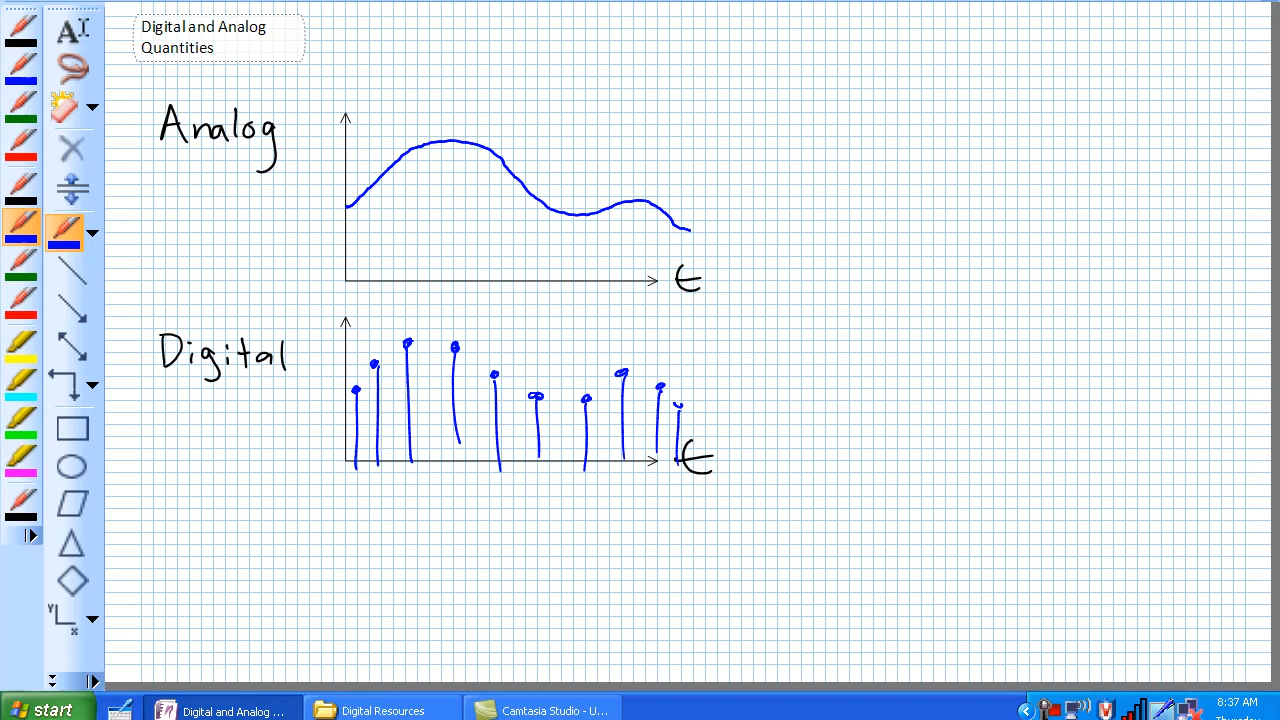 Digital and Analog
Quantities
Analog
t
Digital
t
start
Digital and Analog ...
Digital Resources
Camtasia Studio - U...
8:37 AM